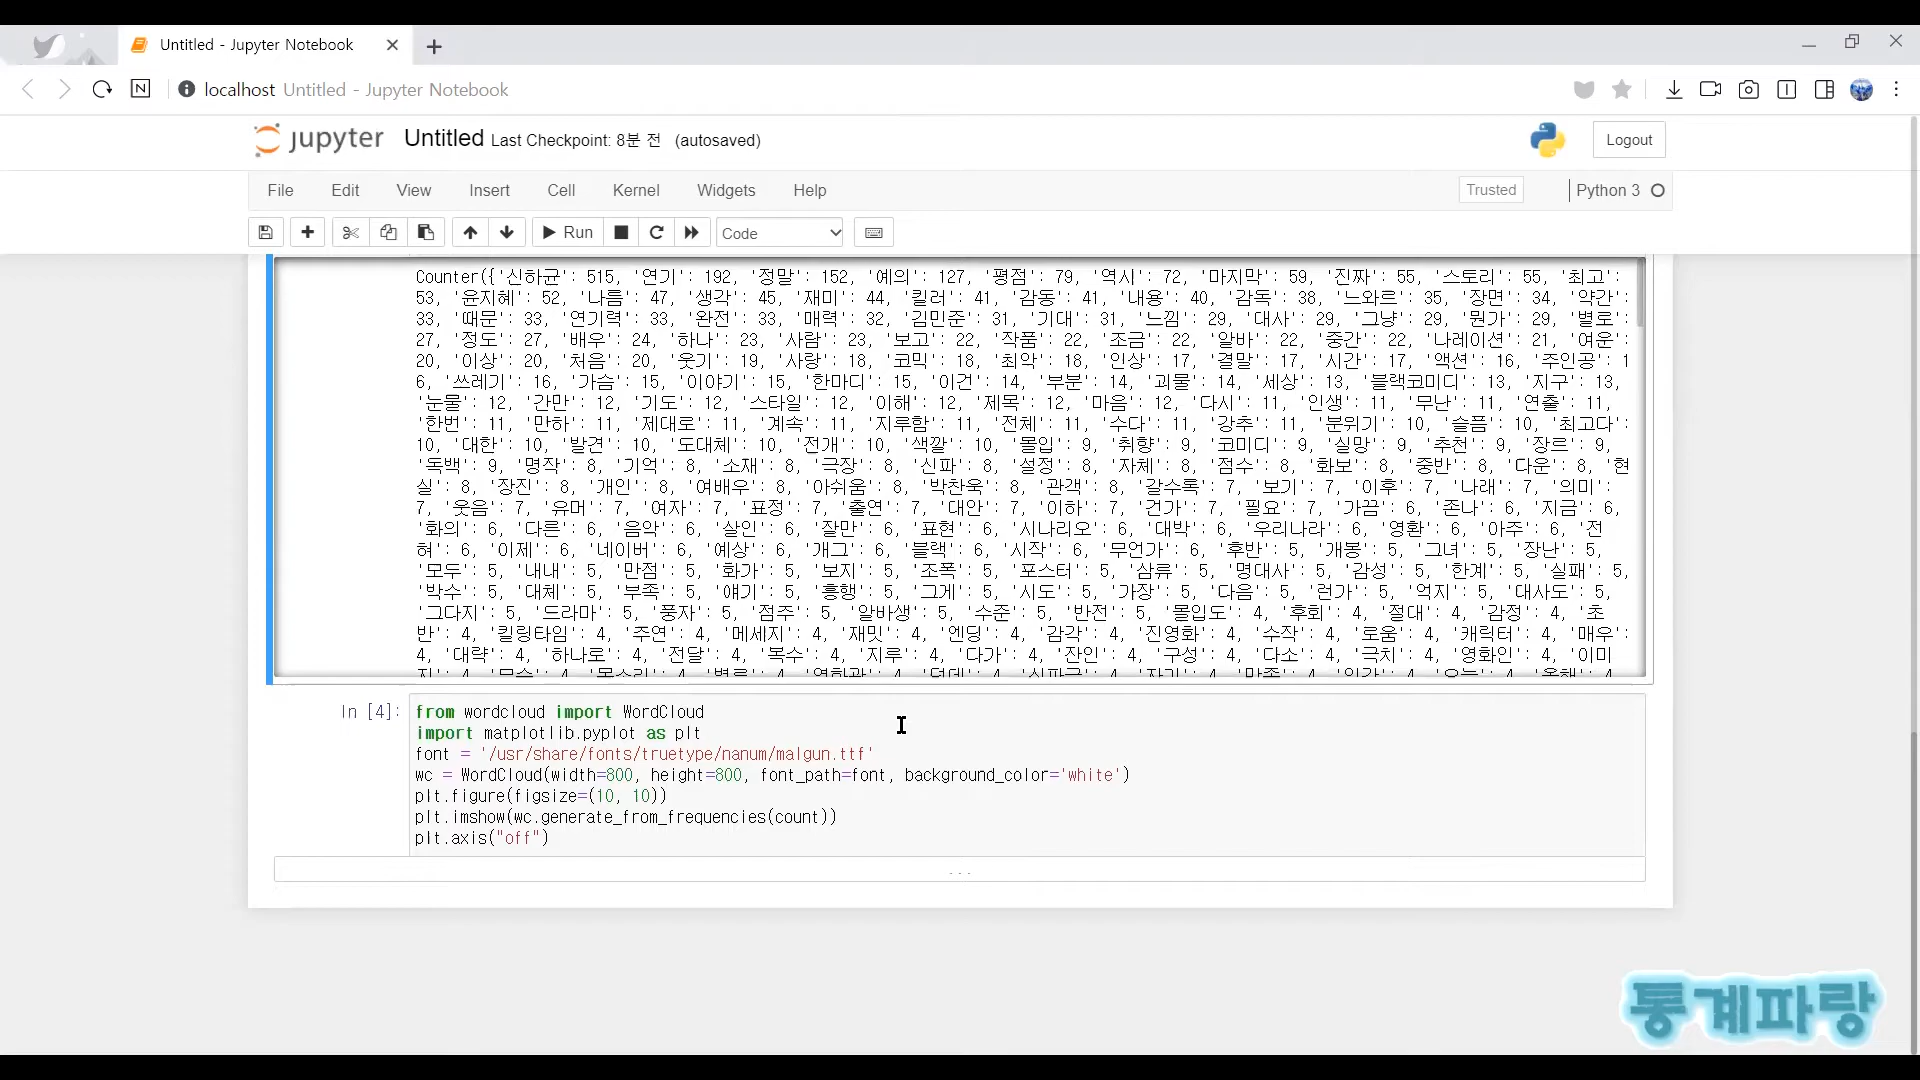 Untitled - Jupyter Notebook
localhost Untitled - Jupyter Notebook
jupyter Untitled Last Checkpoint: 8분 전 (autosaved)
Logout
File Edit View Insert Cell Kernel Widgets Help
Trusted
Python 3
Run
Code
Counter({'신하균': 515, '연기': 192, '정말': 152, '예의': 127, '평점': 79, '역시': 72, '마지막': 59, '진짜': 55, '스토리': 55, '최고':
53, '윤지혜': 52, '나름': 47, '생각': 45, '재미': 44, '킬러': 41, '감동': 41, '내용': 40, '감독': 38, '느와르': 35, '장면': 34, '약간':
33, '때문': 33, '연기력': 33, '완전': 33, '매력': 32, '김민준': 31, '기대': 31, '느낌': 29, '대사': 29, '그냥': 29, '뭔가': 29, '별로':
27, '정도': 27, '배우': 24, '하나': 23, '사람': 23, '보고': 22, '작품': 22, '조금': 22, '알바': 22, '중간': 22, '나레이션': 21, '여운':
20, '이상': 20, '처음': 20, '웃기': 19, '사랑': 18, '코믹': 18, '최악': 18, '인상': 17, '결말': 17, '시간': 17, '액션': 16, '주인공': 1
6, '쓰레기': 16, '가슴': 15, '이야기': 15, '한마디': 15, '이건': 14, '부분': 14, '괴물': 14, '세상': 13, '블랙코미디': 13, '지구': 13,
'눈물': 12, '간만': 12, '기도': 12, '스타일': 12, '이해': 12, '제목': 12, '마음': 12, '다시': 11, '인생': 11, '무난': 11, '연출': 11,
'한번': 11, '만하': 11, '제대로': 11, '계속': 11, '지루함': 11, '전체': 11, '수다': 11, '강추': 11, '분위기': 10, '슬픔': 10, '최고다':
10, '대한': 10, '발견': 10, '도대체': 10, '전개': 10, '색깔': 10, '몰입': 9, '취향': 9, '코미디': 9, '실망': 9, '추천': 9, '장르': 9,
'독백': 9, '명작': 8, '기억': 8, '소재': 8, '극장': 8, '신파': 8, '설정': 8, '자체': 8, '점수': 8, '화보': 8, '중반': 8, '다운': 8, '현
실': 8, '장진': 8, '개인': 8, '여배우': 8, '아쉬움': 8, '박찬욱': 8, '관객': 8, '갈수록': 7, '보기': 7, '이후': 7, '나래': 7, '의미':
7, '웃음': 7, '유머': 7, '여자': 7, '표정': 7, '출연': 7, '대안': 7, '이하': 7, '건가': 7, '필요': 7, '가끔': 6, '존나': 6, '지금': 6,
'화의': 6, '다른': 6, '음악': 6, '살인': 6, '잘만': 6, '표현': 6, '시나리오': 6, '대박': 6, '우리나라': 6, '영환': 6, '아주': 6, '전
혀': 6, '이제': 6, '네이버': 6, '예상': 6, '개그': 6, '블랙': 6, '시작': 6, '무언가': 6, '후반': 5, '개봉': 5, '그녀': 5, '장난': 5,
'모두': 5, '내내': 5, '만점': 5, '화가': 5, '보지': 5, '조폭': 5, '포스터': 5, '삼류': 5, '명대사': 5, '감성': 5, '한계': 5, '실패': 5,
'박수': 5, '대체': 5, '부족': 5, '얘기': 5, '흥행': 5, '그게': 5, '시도': 5, '가장': 5, '다음': 5, '런가': 5, '억지': 5, '대사도': 5,
'그다지': 5, '드라마': 5, '풍자': 5, '점주': 5, '알바생': 5, '수준': 5, '반전': 5, '몰입도': 4, '후회': 4, '절대': 4, '감정': 4, '초
반': 4, '킬링타임': 4, '주연': 4, '메세지': 4, '재밋': 4, '엔딩': 4, '감각': 4, '진영화': 4, '수작': 4, '로움': 4, '캐릭터': 4, '매우':
4, '대략': 4, '하나로': 4, '전달': 4, '복수': 4, '지루': 4, '다가': 4, '잔인': 4, '구성': 4, '다소': 4, '극치': 4, '영화인': 4, '이미
In [4]:
from wordcloud import WordCloud
import matplotlib.pyplot as plt
font = '/usr/share/fonts/truetype/nanum/malgun.ttf'
wc = WordCloud(width=800, height=800, font_path=font, background_color='white')
plt.figure(figsize=(10, 10))
plt.imshow(wc.generate_from_frequencies(count))
plt.axis("off")
...
통계파랑